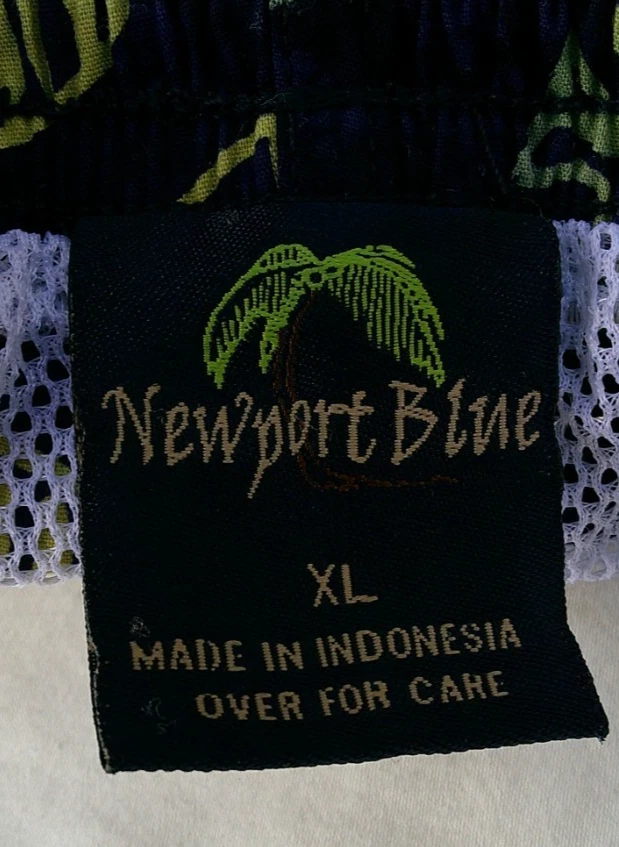 Newport Blue
XL
MADE IN INDONESIA
OVER FOR CARE